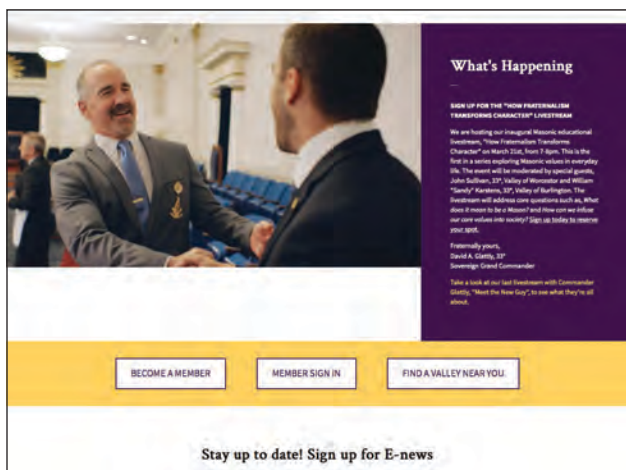 What's Happening
SIGN UP FOR THE "HOW FRATERNALISM
TRANSFORMS CHARACTER" LIVESTREAM
We are hosting our inaugural Masonic educational
livestream, "How Fraternalism Transforms
Character" on March 21st, from 7-8pm. This is the
first in a series exploring Masonic values in everyday
life. The event will be moderated by special guests,
John Sullivan, 33°, Valley of Worcester and William
"Sandy" Karstens, 33°, Valley of Burlington. The
livestream will address core questions such as, What
does it mean to be a Mason? and How can we infuse
our core values into society? Sign up today to reserve
your spot.
Fraternally yours,
David A. Glattly, 33°
Sovereign Grand Commander
Take a look at our last livestream with Commander
Glattly, "Meet the New Guy", to see what they're all
about.
BECOME A MEMBER
MEMBER SIGN IN
FIND A VALLEY NEAR YOU
Stay up to date! Sign up for E-news